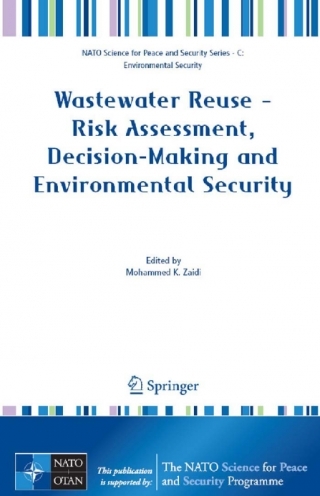 NATO Science for Peace and Security Series - C:
Environmental Security
Wastewater Reuse –
Risk Assessment,
Decision-Making and
Environmental Security
Edited by
Mohammed K. Zaidi
Springer
NATO
OTAN
This publication
is supported by:
The NATO Science for Peace
and Security Programme